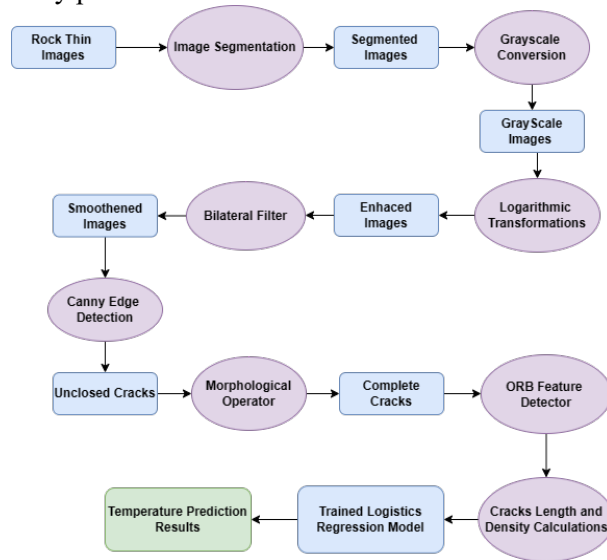 Rock Thin
Images
Image Segmentation
Segmented
Images
Grayscale
Conversion
GrayScale
Images
Smoothened
Images
Bilateral Filter
Enhaced
Images
Logarithmic
Transformations
Canny Edge
Detection
Unclosed Cracks
Morphological
Operator
Complete
Cracks
ORB Feature
Detector
Temperature Prediction
Results
Trained Logistics
Regression Model
Cracks Length and
Density Calculations